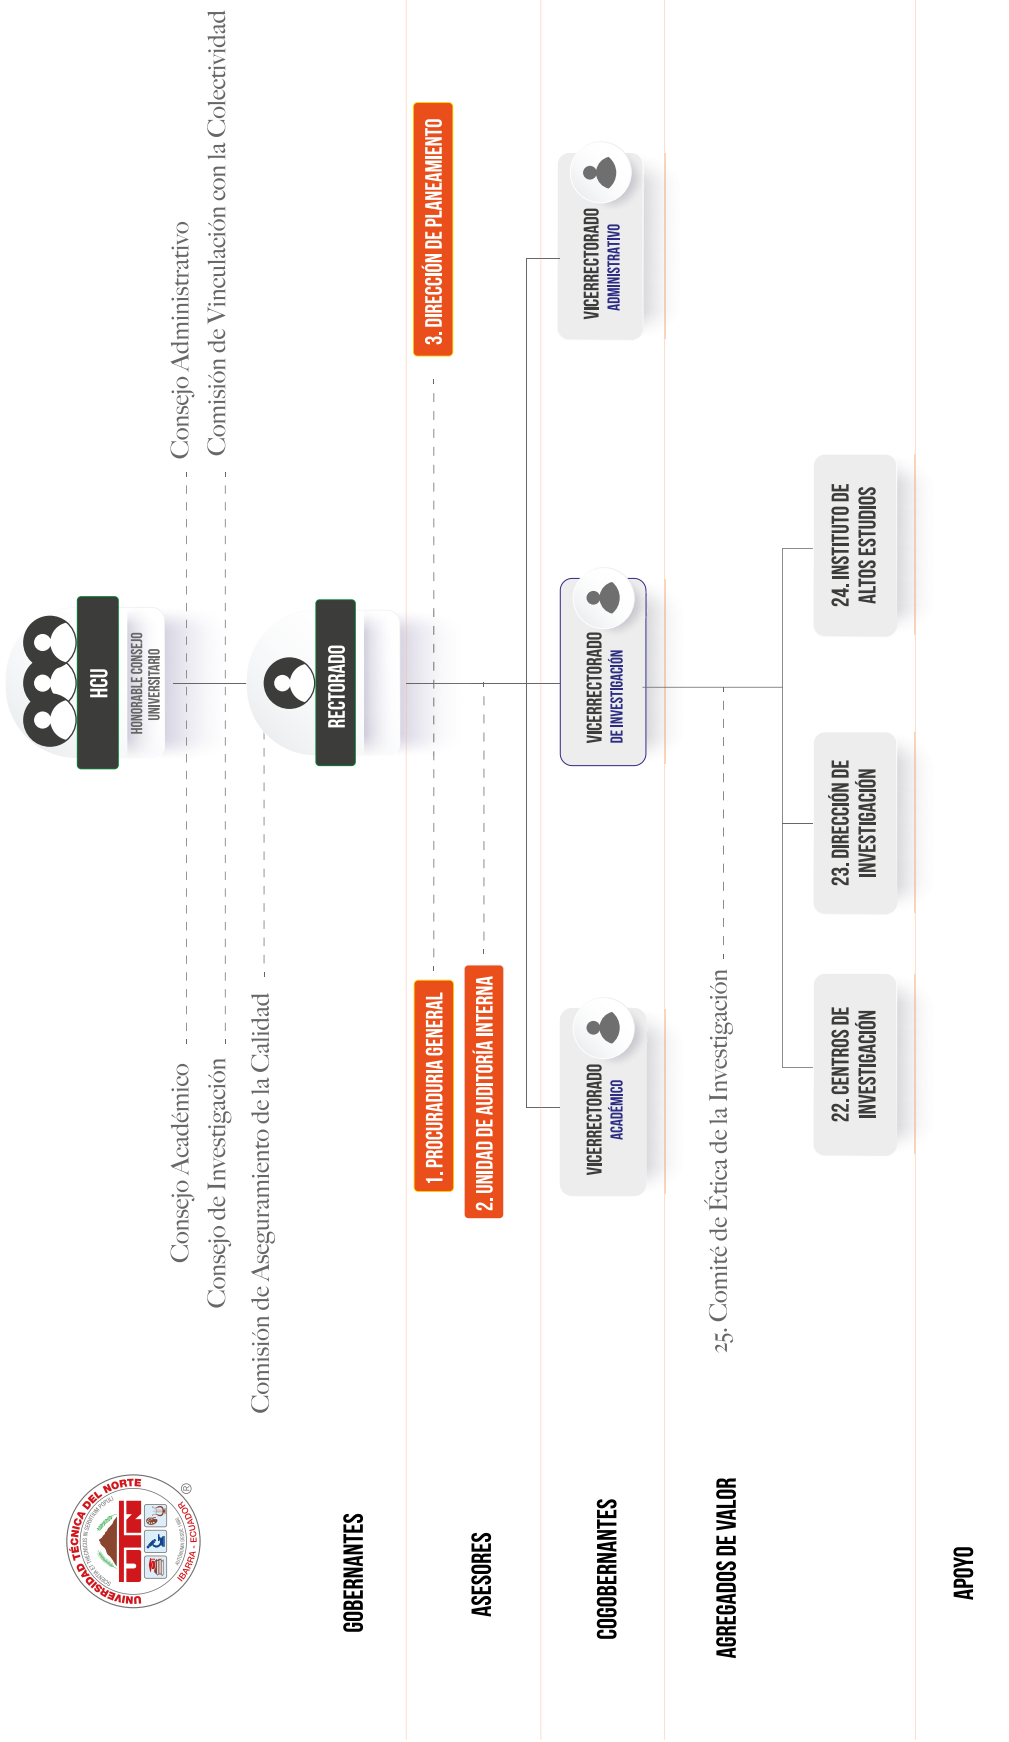 UNIVERSIDAD TÉCNICA DEL NORTE
IBARRA - ECUADOR
UTN
®
Consejo Académico
Consejo Administrativo
Consejo de Investigación
Comisión de Vinculación con la Colectividad
Comisión de Aseguramiento de la Calidad
HCU
HONORABLE CONSEJO
UNIVERSITARIO
GOBERNANTES
RECTORADO
ASESORES
1. PROCURADURIA GENERAL
3. DIRECCIÓN DE PLANEAMIENTO
2. UNIDAD DE AUDITORÍA INTERNA
COGOBERNANTES
VICERRECTORADO
ACADÉMICO
VICERRECTORADO
DE INVESTIGACIÓN
VICERRECTORADO
ADMINISTRATIVO
AGREGADOS DE VALOR
25. Comité de Ética de la Investigación
22. CENTROS DE
INVESTIGACIÓN
23. DIRECCIÓN DE
INVESTIGACIÓN
24. INSTITUTO DE
ALTOS ESTUDIOS
APOYO